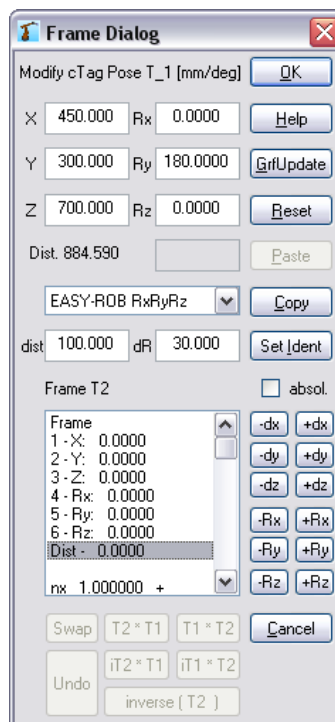 Frame Dialog
Modify cTag Pose T_1 [mm/deg] OK
X 450.000 Rx 0.0000 Help
Y 300.000 Ry 180.0000 GrfUpdate
Z 700.000 Rz 0.0000 Reset
Dist. 884.590 Paste
EASY-ROB RxRyRz Copy
dist 100.000 dR 30.000 Set Ident
Frame T2 absol.
Frame
1 - X: 0.0000 -dx +dx
2 - Y: 0.0000 -dy +dy
3 - Z: 0.0000 -dz +dz
4 - Rx: 0.0000
5 - Ry: 0.0000 -Rx +Rx
6 - Rz: 0.0000
Dist - 0.0000 -Ry +Ry
nx 1.000000 + -Rz +Rz
Swap T2 * T1 T1 * T2 Cancel
Undo iT2 * T1 iT1 * T2
inverse ( T2 )